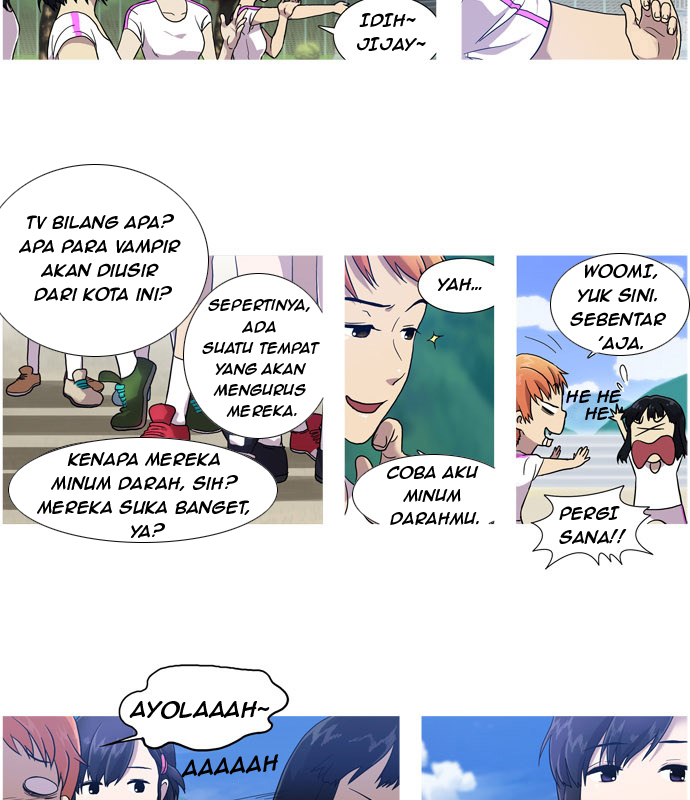 IDIH~
JIJAY~
TV BILANG APA?
APA PARA VAMPIR
AKAN DIUSIR
DARI KOTA INI?
SEPERTINYA,
ADA
SUATU TEMPAT
YANG AKAN
MENGURUS
MEREKA.
KENAPA MEREKA
MINUM DARAH, SIH?
MEREKA SUKA BANGET,
YA?
YAH...
COBA AKU
MINUM
DARAHMU.
WOOMI,
YUK SINI.
SEBENTAR
'AJA.
HE HE
HE
PERGI
SANA!!
AYOLAAAH~
AAAAAH